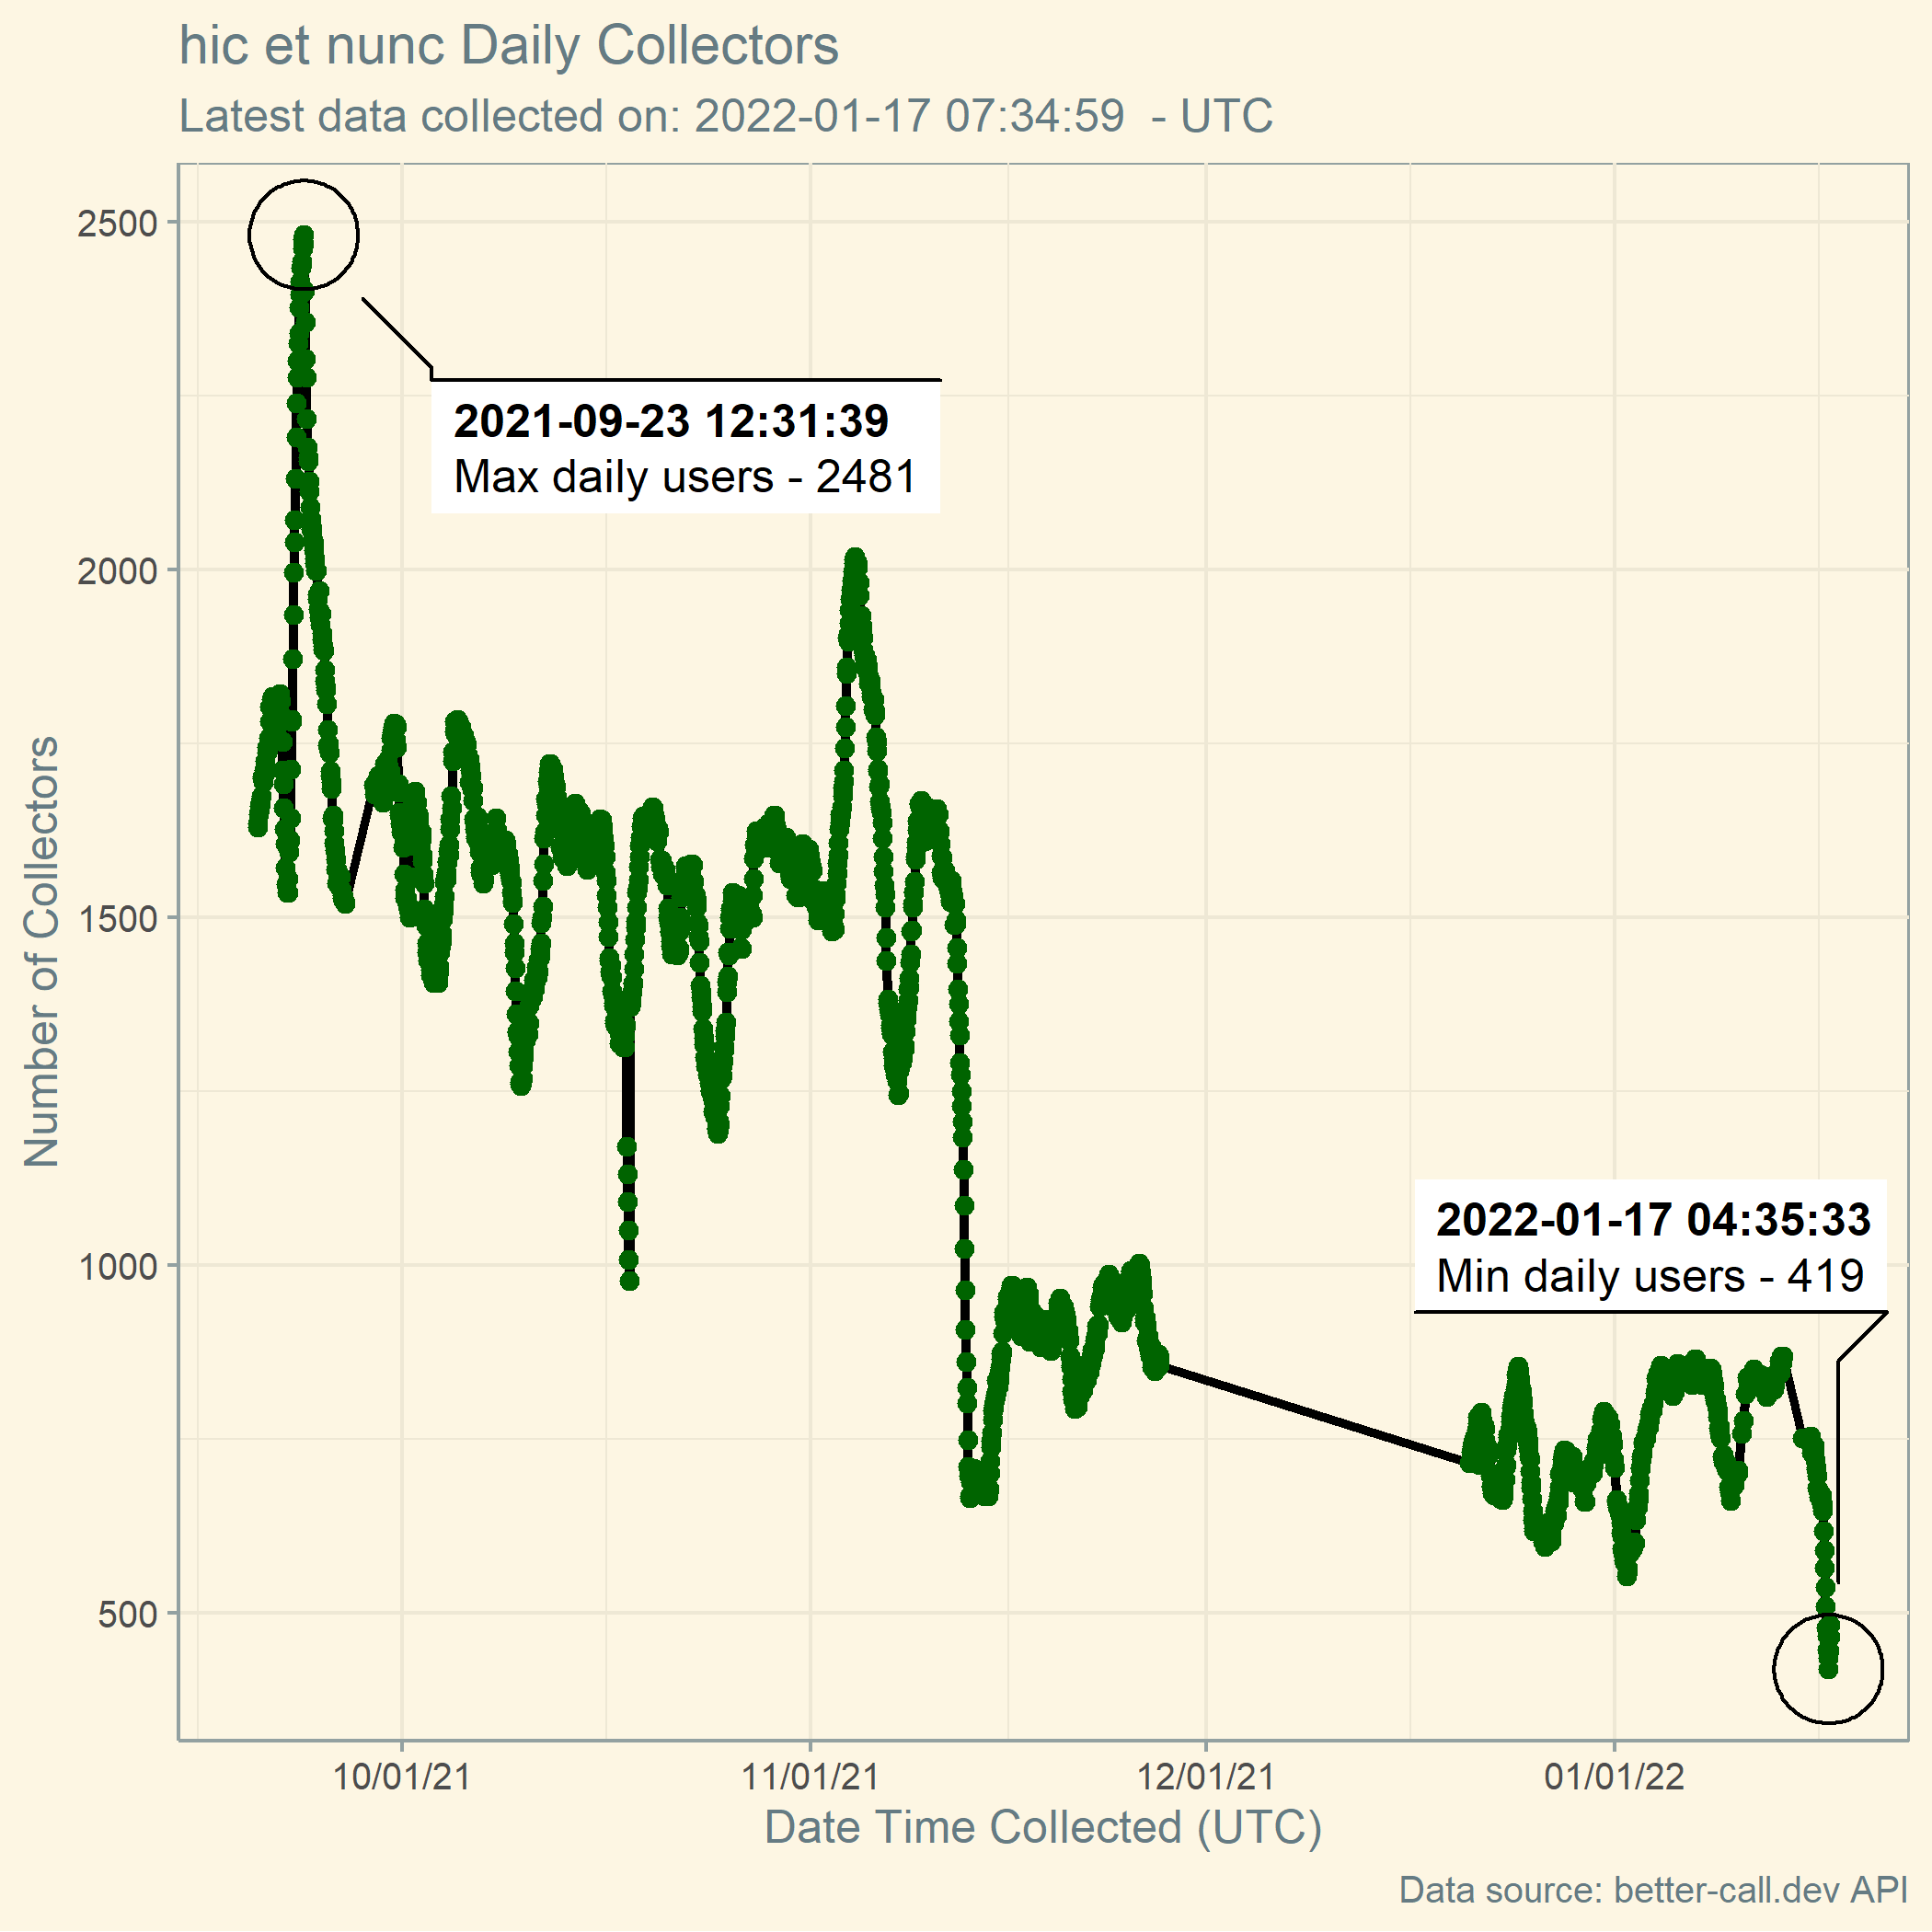 hic et nunc Daily Collectors
Latest data collected on: 2022-01-17 07:34:59  - UTC
Number of Collectors
2500
2000
1500
1000
500
2021-09-23 12:31:39
Max daily users - 2481
2022-01-17 04:35:33
Min daily users - 419
10/01/21
11/01/21
12/01/21
01/01/22
Date Time Collected (UTC)
Data source: better-call.dev API